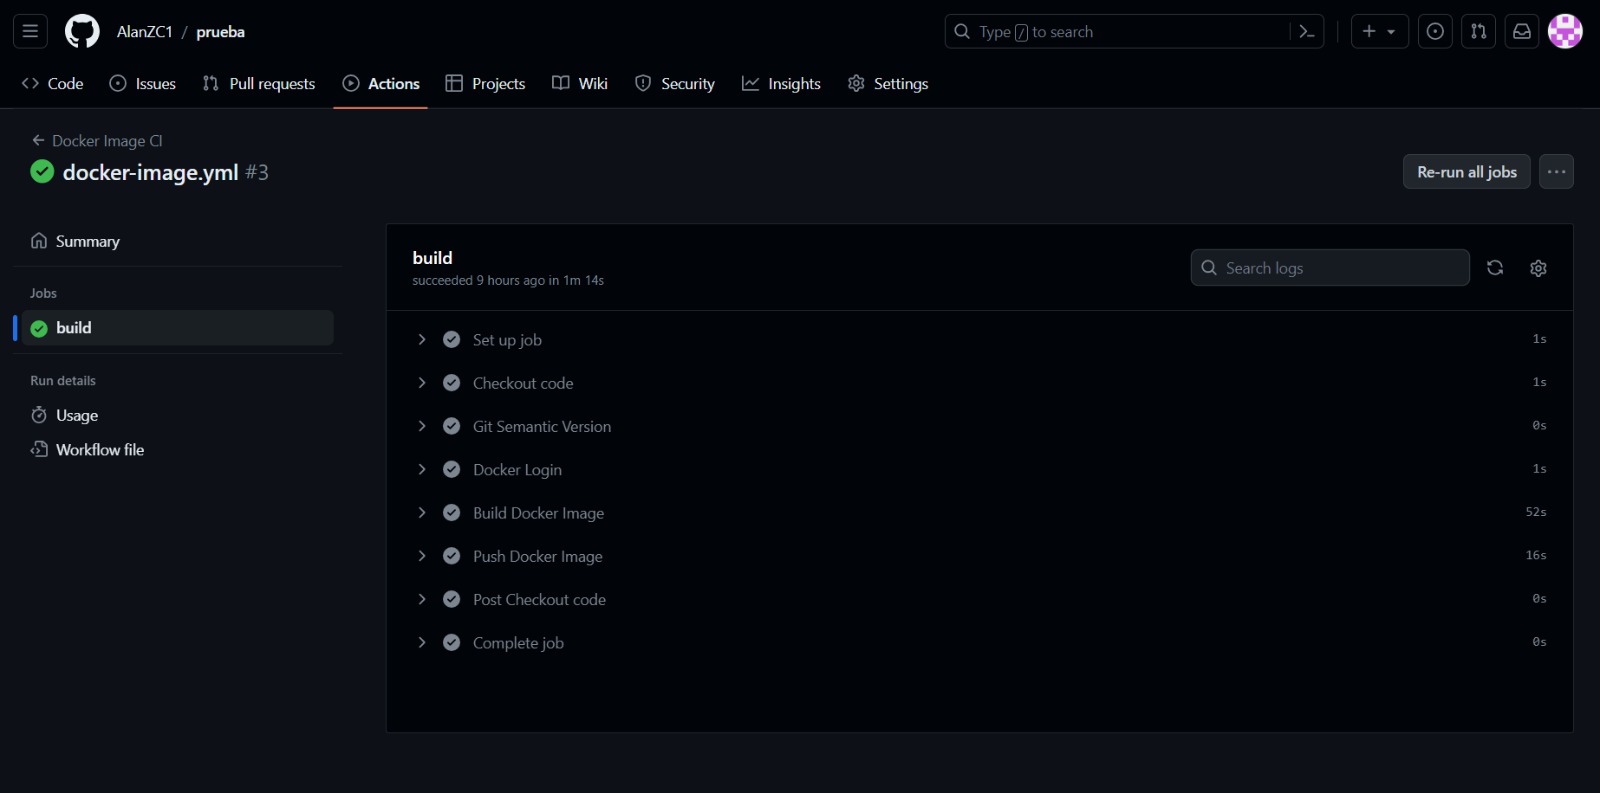 AlanZC1 / prueba
Type / to search
Code Issues Pull requests Actions Projects Wiki Security Insights Settings
Docker Image CI
docker-image.yml #3
Re-run all jobs
Summary
Jobs
build
Run details
Usage
Workflow file
build
succeeded 9 hours ago in 1m 14s
Search logs
Set up job 1s
Checkout code 1s
Git Semantic Version 0s
Docker Login 1s
Build Docker Image 52s
Push Docker Image 16s
Post Checkout code 0s
Complete job 0s